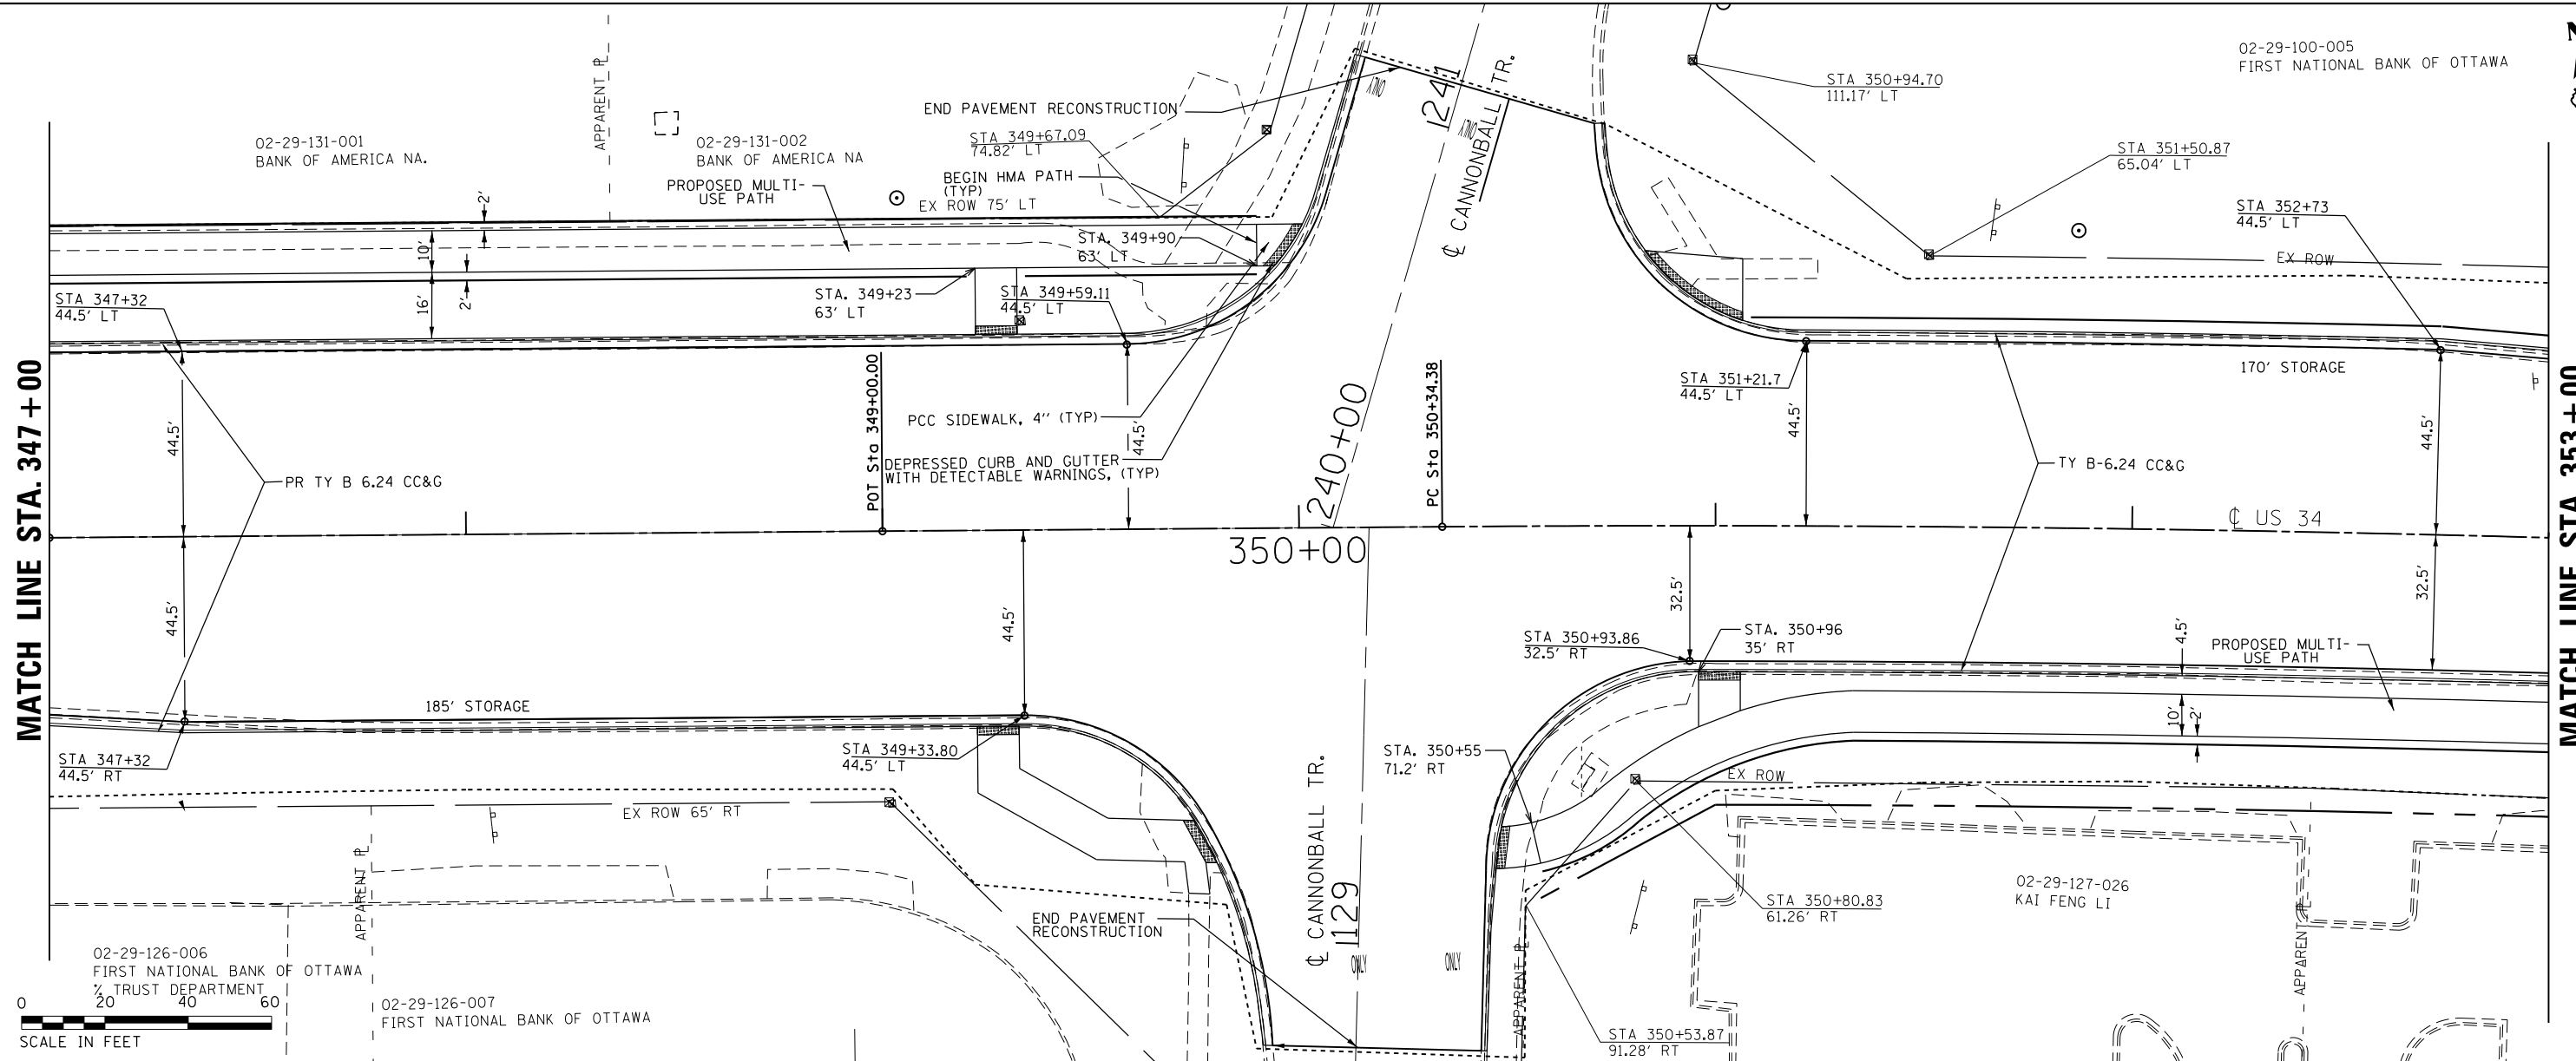 02-29-131-001
BANK OF AMERICA NA.
APPARENT PL
02-29-131-002
BANK OF AMERICA NA
PROPOSED MULTI-
USE PATH
END PAVEMENT RECONSTRUCTION
STA 349+67.09
74.82' LT
BEGIN HMA PATH
(TYP)
EX ROW 75' LT
STA. 349+90
63' LT
STA. 349+23
63' LT
STA 349+59.11
44.5' LT
2'
10'
16'
2'
STA 347+32
44.5' LT
MATCH LINE STA. 347+00
44.5'
PR TY B 6.24 CC&G
POT Sta 349+00.00
PCC SIDEWALK, 4'' (TYP)
DEPRESSED CURB AND GUTTER
WITH DETECTABLE WARNINGS, (TYP)
44.5'
1241
ONLY
ONLY
℄ CANNONBALL TR.
1240+00
350+00
PC Sta 350+34.38
02-29-100-005
FIRST NATIONAL BANK OF OTTAWA
STA 350+94.70
111.17' LT
STA 351+50.87
65.04' LT
STA 352+73
44.5' LT
EX ROW
170' STORAGE
STA 351+21.7
44.5' LT
44.5'
44.5'
TY B-6.24 CC&G
℄ US 34
MATCH LINE STA 353+00
44.5'
185' STORAGE
44.5'
STA 347+32
44.5' RT
STA 349+33.80
44.5' LT
EX ROW 65' RT
APPARENT PL
END PAVEMENT
RECONSTRUCTION
℄ CANNONBALL TR.
1129
ONLY
ONLY
32.5'
32.5'
STA 350+93.86
32.5' RT
STA. 350+96
35' RT
4.5'
PROPOSED MULTI-
USE PATH
10'
2'
STA. 350+55
71.2' RT
EX ROW
STA 350+80.83
61.26' RT
02-29-127-026
KAI FENG LI
APPARENT PL
APPARENT PL
STA 350+53.87
91.28' RT
02-29-126-006
FIRST NATIONAL BANK OF OTTAWA
% TRUST DEPARTMENT
02-29-126-007
FIRST NATIONAL BANK OF OTTAWA
0 20 40 60
SCALE IN FEET